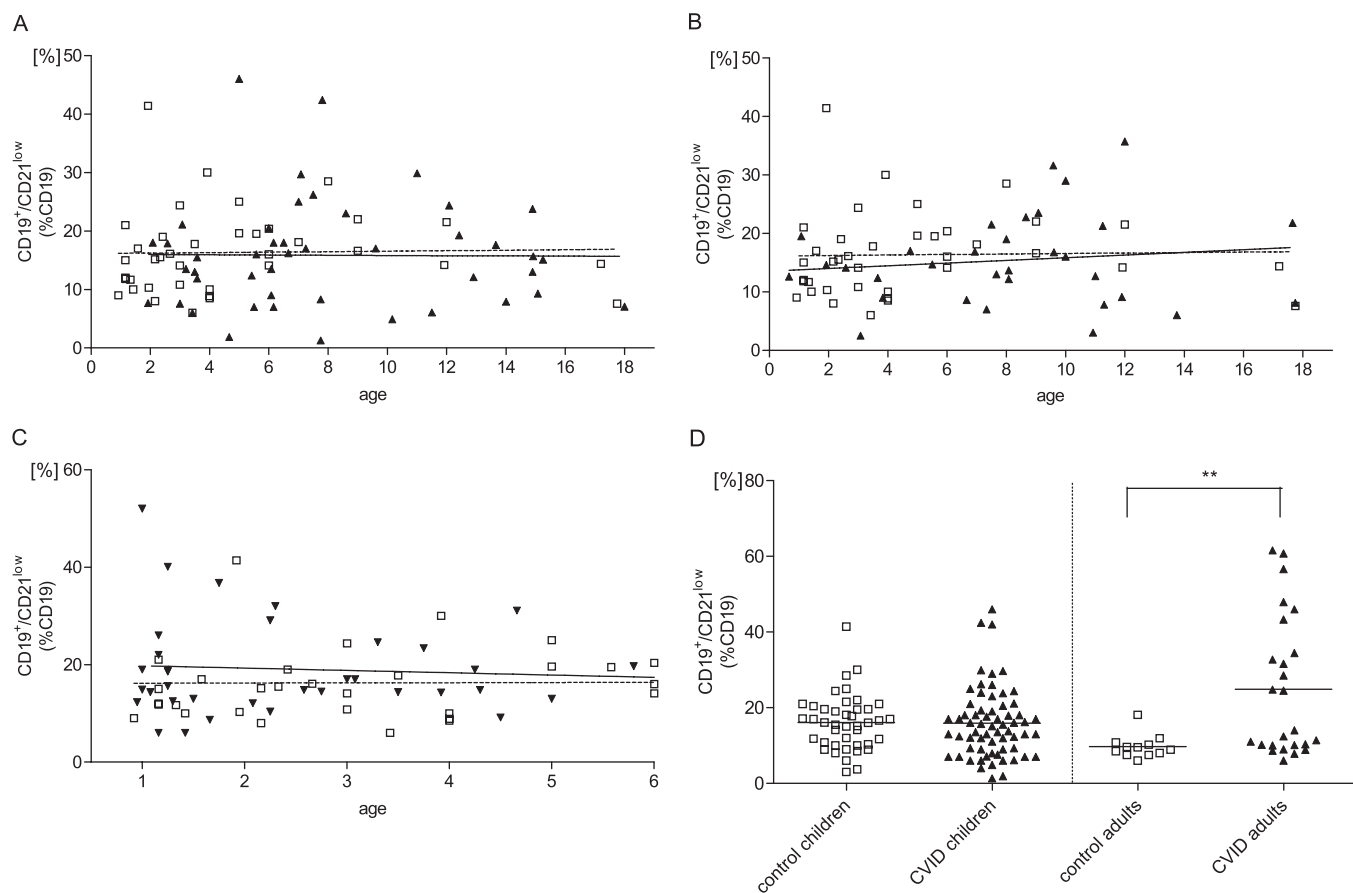 A
[%]
50
40
30
20
10
0
CD19+/CD21low
(%CD19)
0 2 4 6 8 10 12 14 16 18
age
B
[%]
50
40
30
20
10
0
CD19+/CD21low
(%CD19)
0 2 4 6 8 10 12 14 16 18
age
C
[%]
60
40
20
0
CD19+/CD21low
(%CD19)
1 2 3 4 5 6
age
D
[%]
80
60
40
20
0
CD19+/CD21low
(%CD19)
**
control children
CVID children
control adults
CVID adults